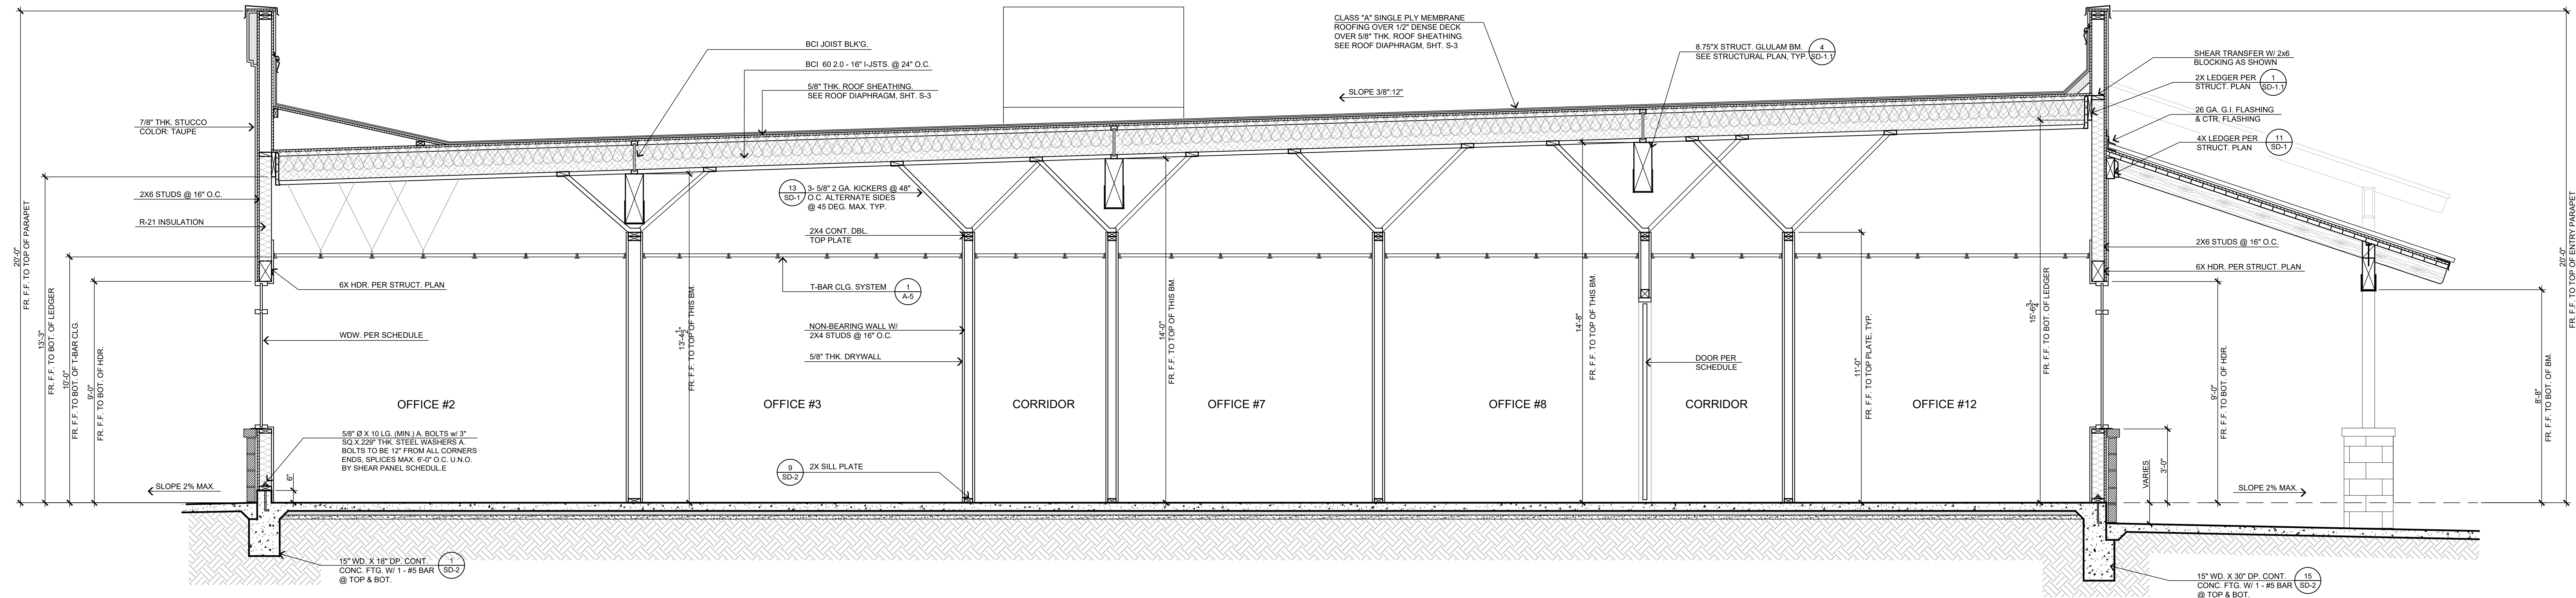 20'-0"
FR. F.F. TO TOP OF PARAPET
13'-3"
FR. F.F. TO BOT. OF LEDGER
10'-0"
FR. F.F. TO BOT. OF T-BAR CLG.
9'-0"
FR. F.F. TO BOT. OF HDR.
7/8" THK. STUCCO
COLOR: TAUPE
2X6 STUDS @ 16" O.C.
R-21 INSULATION
SLOPE 2% MAX.
6"
6X HDR. PER STRUCT. PLAN
WDW. PER SCHEDULE
OFFICE #2
5/8" Ø X 10 LG. (MIN.) A. BOLTS w/ 3"
SQ.X.229" THK. STEEL WASHERS A.
BOLTS TO BE 12" FROM ALL CORNERS
ENDS, SPLICES MAX. 6'-0" O.C. U.N.O.
BY SHEAR PANEL SCHEDUL.E
15" WD. X 18" DP. CONT.
CONC. FTG. W/ 1 - #5 BAR
@ TOP & BOT.
1
SD-2
BCI JOIST BLK'G.
BCI 60 2.0 - 16" I-JSTS. @ 24" O.C.
5/8" THK. ROOF SHEATHING.
SEE ROOF DIAPHRAGM, SHT. S-3
13
SD-1
3- 5/8" 2 GA. KICKERS @ 48"
O.C. ALTERNATE SIDES
@ 45 DEG. MAX. TYP.
2X4 CONT. DBL.
TOP PLATE
T-BAR CLG. SYSTEM
1
A-5
13'-4½"
FR. F.F. TO TOP OF THIS BM.
NON-BEARING WALL W/
2X4 STUDS @ 16" O.C.
5/8" THK. DRYWALL
OFFICE #3
9
SD-2
2X SILL PLATE
CORRIDOR
14'-0"
FR. F.F. TO TOP OF THIS BM.
OFFICE #7
CLASS "A" SINGLE PLY MEMBRANE
ROOFING OVER 1/2" DENSE DECK
OVER 5/8" THK. ROOF SHEATHING.
SEE ROOF DIAPHRAGM, SHT. S-3
SLOPE 3/8":12"
8.75"X STRUCT. GLULAM BM.
SEE STRUCTURAL PLAN, TYP.
4
SD-1.1
OFFICE #8
14'-8"
FR. F.F. TO TOP OF THIS BM.
DOOR PER
SCHEDULE
CORRIDOR
11'-0"
FR. F.F. TO TOP PLATE, TYP.
OFFICE #12
15'-6¾"
FR. F.F. TO BOT. OF LEDGER
SHEAR TRANSFER W/ 2x6
BLOCKING AS SHOWN
2X LEDGER PER
STRUCT. PLAN
1
SD-1.1
26 GA. G.I. FLASHING
& CTR. FLASHING
4X LEDGER PER
STRUCT. PLAN
11
SD-1
2X6 STUDS @ 16" O.C.
6X HDR. PER STRUCT. PLAN
VARIES
3'-0"
9'-0"
FR. F.F. TO BOT. OF HDR.
SLOPE 2% MAX.
8'-8"
FR. F.F. TO BOT. OF BM.
20'-0"
FR. F.F. TO TOP OF ENTRY PARAPET
15" WD. X 30" DP. CONT.
CONC. FTG. W/ 1 - #5 BAR
@ TOP & BOT.
15
SD-2